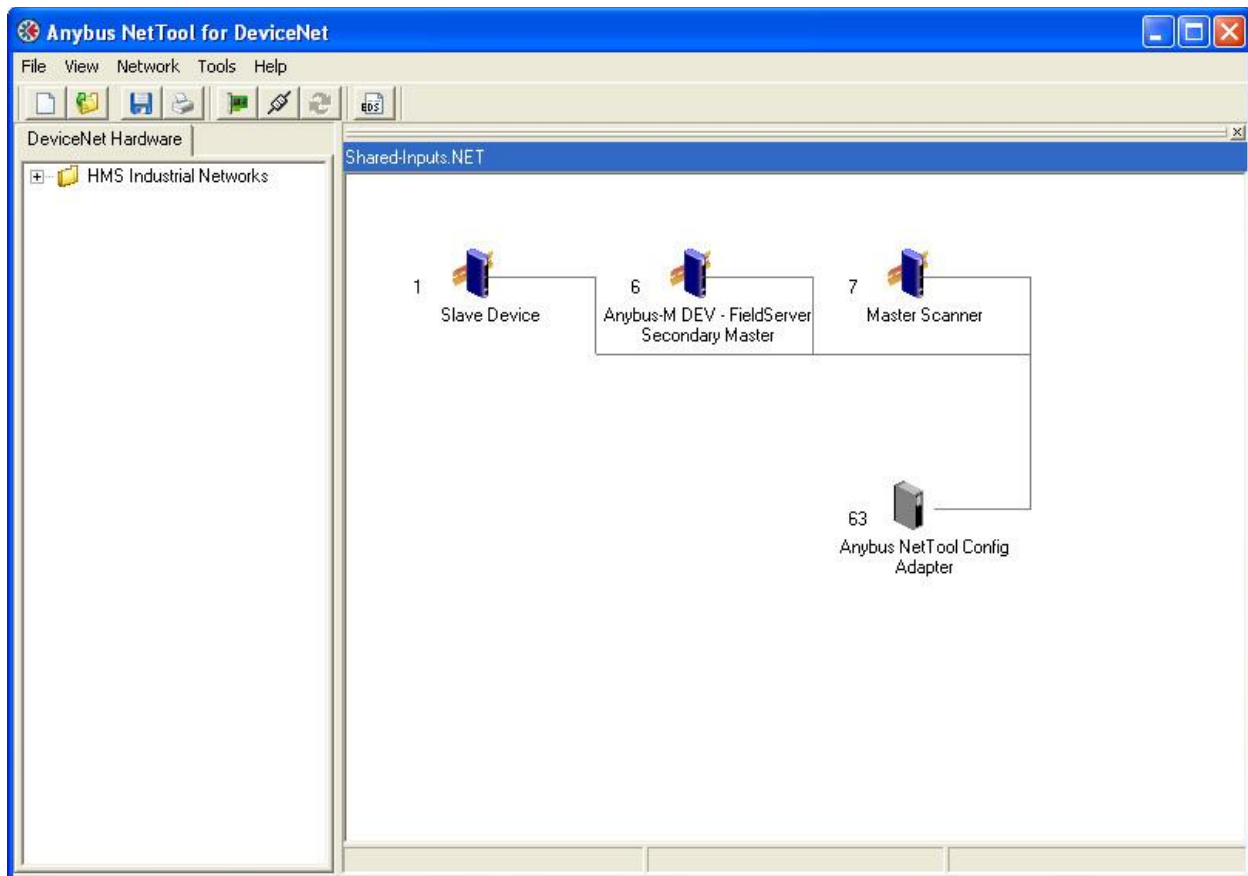 Anybus NetTool for DeviceNet
File View Network Tools Help
EDS
DeviceNet Hardware
HMS Industrial Networks
Shared-Inputs.NET
1
Slave Device
6
Anybus-M DEV - FieldServer
Secondary Master
7
Master Scanner
63
Anybus NetTool Config
Adapter